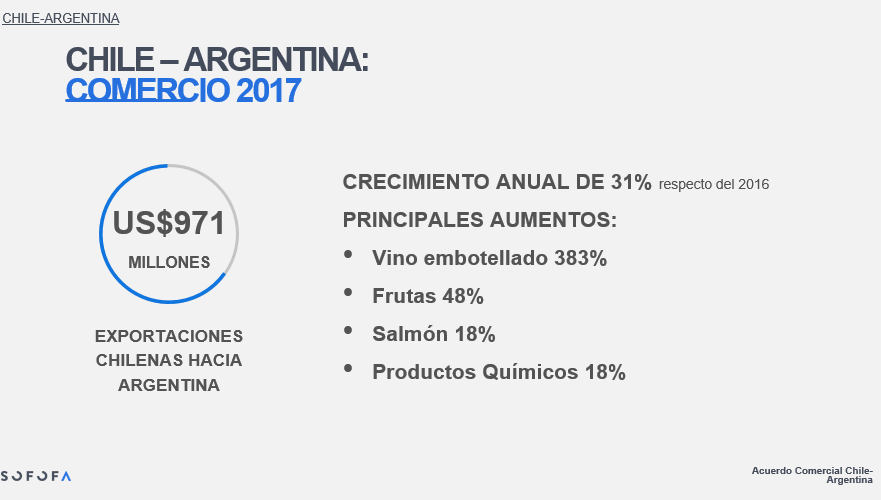 CHILE-ARGENTINA
CHILE – ARGENTINA:
COMERCIO 2017
US$971
MILLONES
EXPORTACIONES
CHILENAS HACIA
ARGENTINA
CRECIMIENTO ANUAL DE 31% respecto del 2016
PRINCIPALES AUMENTOS:
• Vino embotellado 383%
• Frutas 48%
• Salmón 18%
• Productos Químicos 18%
SOFOFA
Acuerdo Comercial Chile-
Argentina